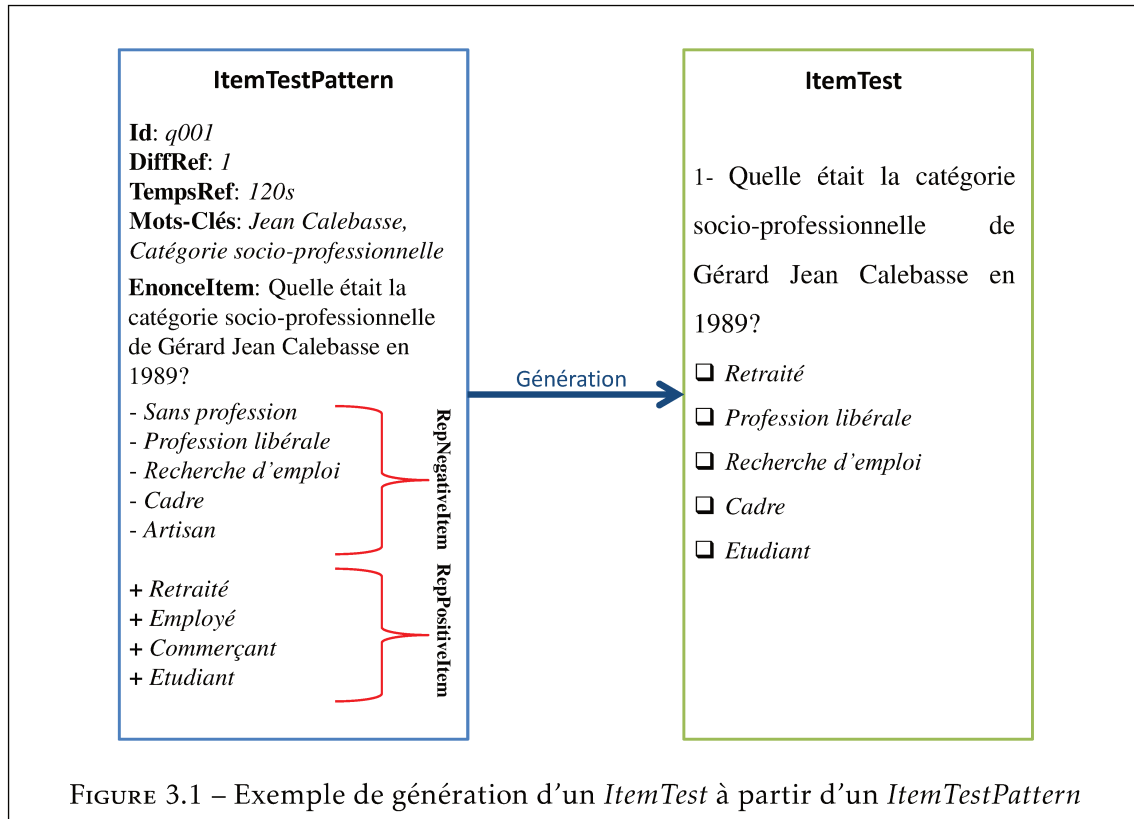 ItemTestPattern
Id: q001
DiffRef: 1
TempsRef: 120s
Mots-Clés: Jean Calebasse,
Catégorie socio-professionnelle
EnonceItem: Quelle était la
catégorie socio-professionnelle
de Gérard Jean Calebasse en
1989?
- Sans profession
- Profession libérale
- Recherche d'emploi
- Cadre
- Artisan
RepNegativeItem
+ Retraité
+ Employé
+ Commerçant
+ Etudiant
RepPositiveItem
Génération
ItemTest
1- Quelle était la catégorie
socio-professionnelle de
Gérard Jean Calebasse en
1989?
❑ Retraité
❑ Profession libérale
❑ Recherche d'emploi
❑ Cadre
❑ Etudiant
FIGURE 3.1 – Exemple de génération d'un ItemTest à partir d'un ItemTestPattern